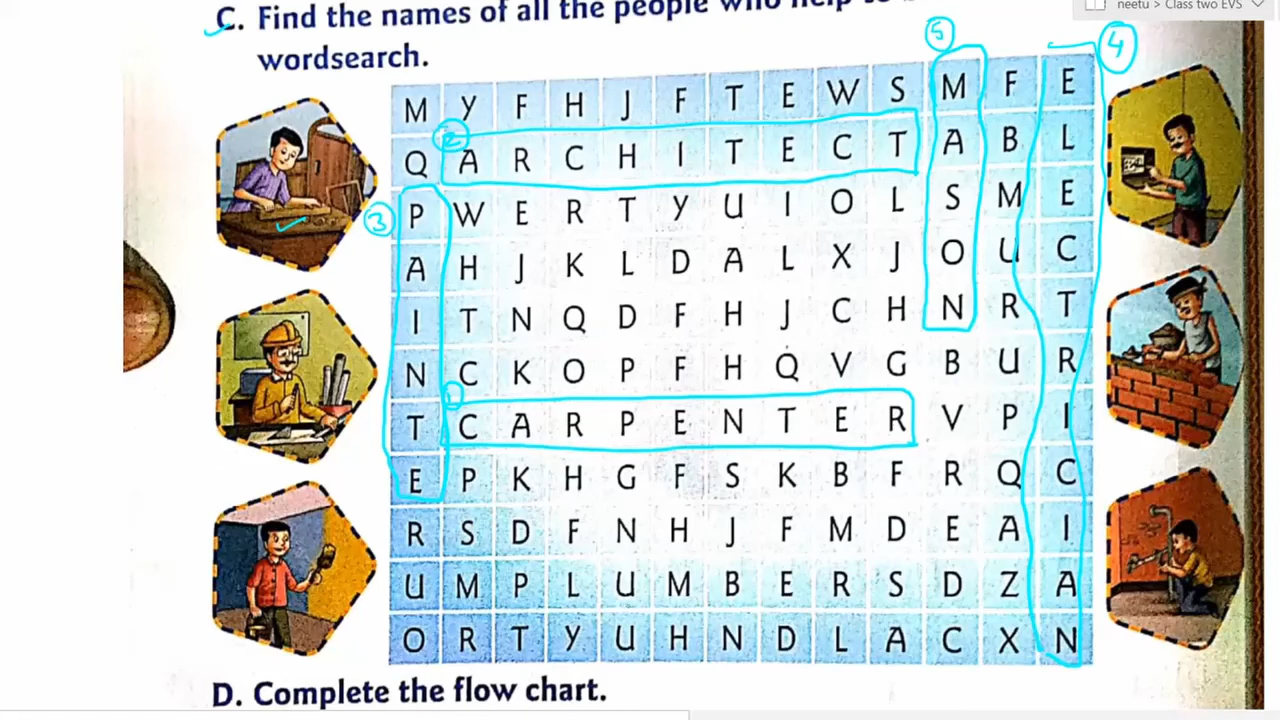 neetu > Class two EVS
C. Find the names of all the people who help to
wordsearch.
5
4
M Y F H J F T E W S M F E
2
Q A R C H I T E C T A B L
3
P W E R T Y U I O L S M E
A H J K L D A L X J O U C
I T N Q D F H J C H N R T
N C K O P F H Q V G B U R
1
T C A R P E N T E R V P I
E P K H G F S K B F R Q C
R S D F N H J F M D E A I
U M P L U M B E R S D Z A
O R T Y U H N D L A C X N
D. Complete the flow chart.